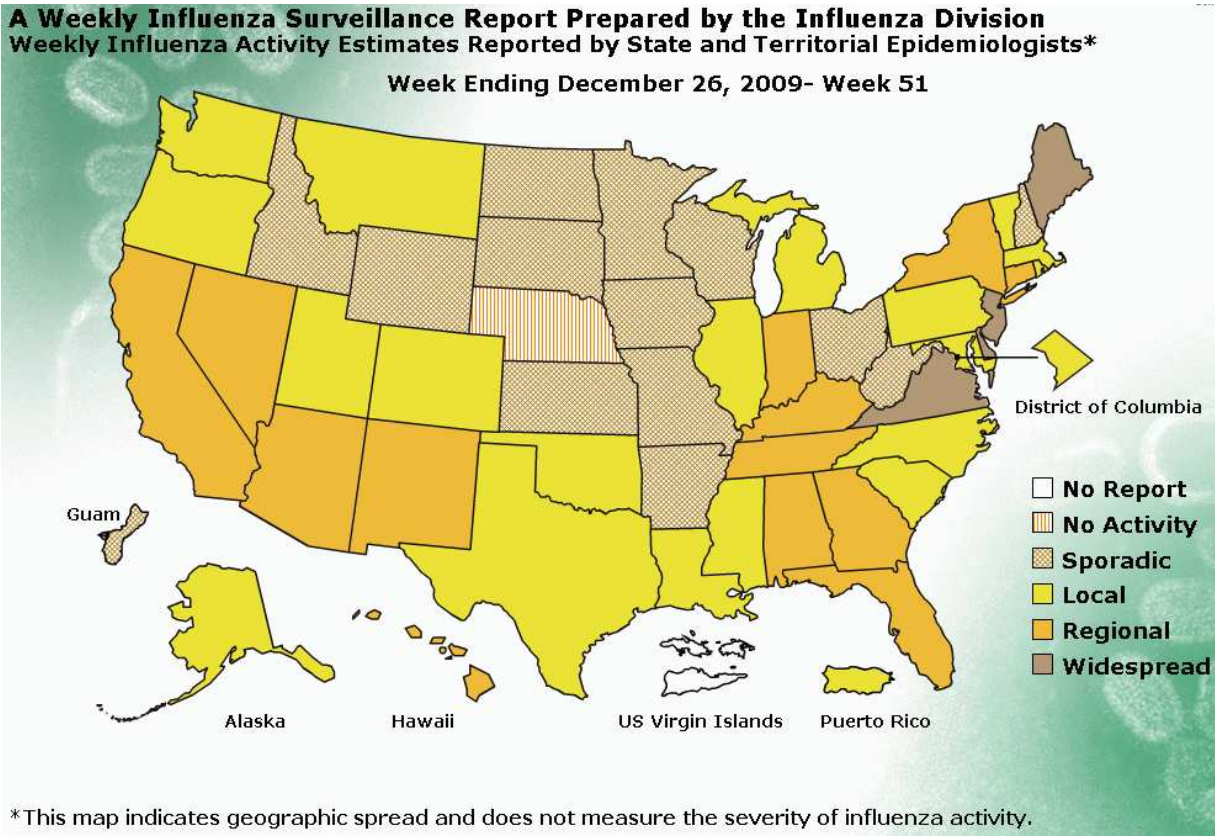 A Weekly Influenza Surveillance Report Prepared by the Influenza Division
Weekly Influenza Activity Estimates Reported by State and Territorial Epidemiologists*
Week Ending December 26, 2009- Week 51
District of Columbia
No Report
No Activity
Sporadic
Local
Regional
Widespread
Guam
Alaska
Hawaii
US Virgin Islands
Puerto Rico
*This map indicates geographic spread and does not measure the severity of influenza activity.